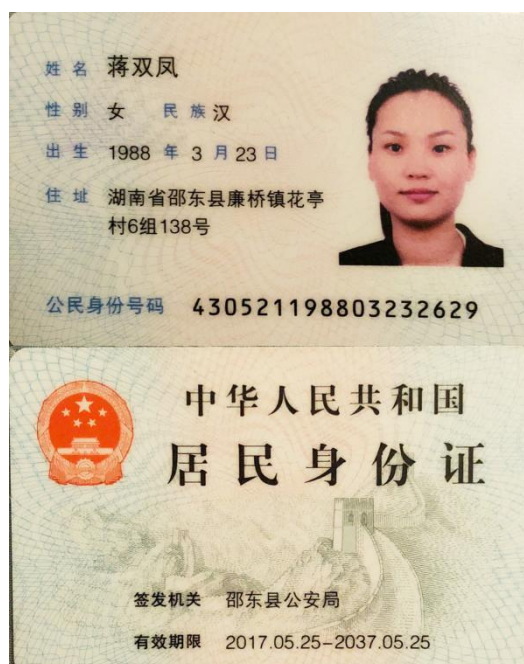 姓名 蒋双凤
性别 女 民族 汉
出生 1988 年 3 月 23 日
住址 湖南省邵东县廉桥镇花亭
村6组138号
公民身份号码 430521198803232629
中华人民共和国
居民身份证
签发机关 邵东县公安局
有效期限 2017.05.25-2037.05.25